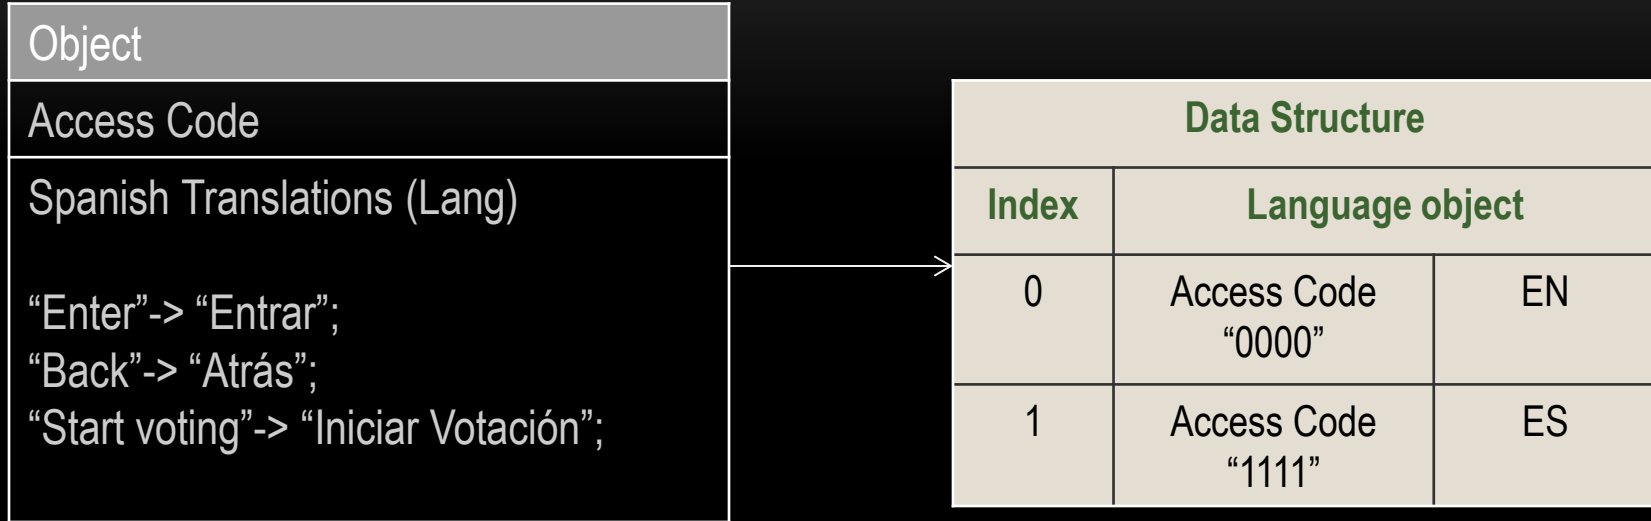 Object
Access Code
Spanish Translations (Lang)
“Enter”-> “Entrar”;
“Back”-> “Atrás”;
“Start voting”-> “Iniciar Votación”;
Data Structure
Index Language object
0 Access Code EN
“0000”
1 Access Code ES
“1111”